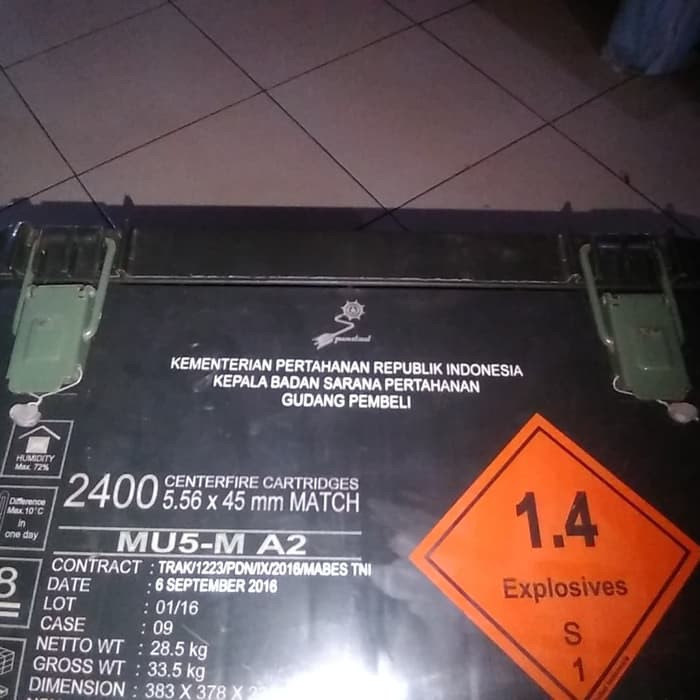 pindad
KEMENTERIAN PERTAHANAN REPUBLIK INDONESIA
KEPALA BADAN SARANA PERTAHANAN
GUDANG PEMBELI
HUMIDITY
Max. 72%
Difference
Max.10°C
in
one day
8
2400 CENTERFIRE CARTRIDGES
5.56 x 45 mm MATCH
MU5-M A2
CONTRACT : TRAK/1223/PDN/IX/2016/MABES TNI
DATE : 6 SEPTEMBER 2016
LOT : 01/16
CASE : 09
NETTO WT : 28.5 kg
GROSS WT : 33.5 kg
DIMENSION : 383 X 378 X
1.4
Explosives
S
1